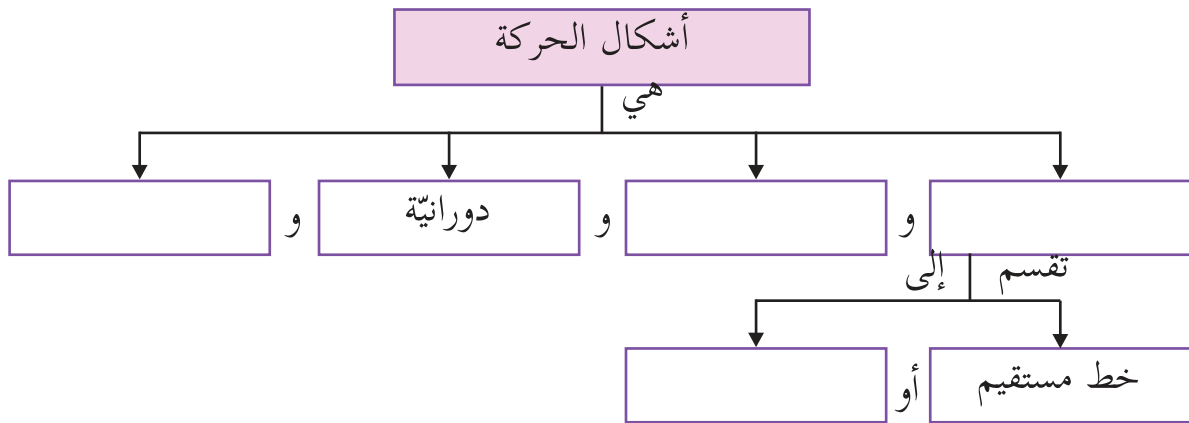 أشكال الحركة
هي
و دورانيّة و و
تقسم إلى
خط مستقيم أو